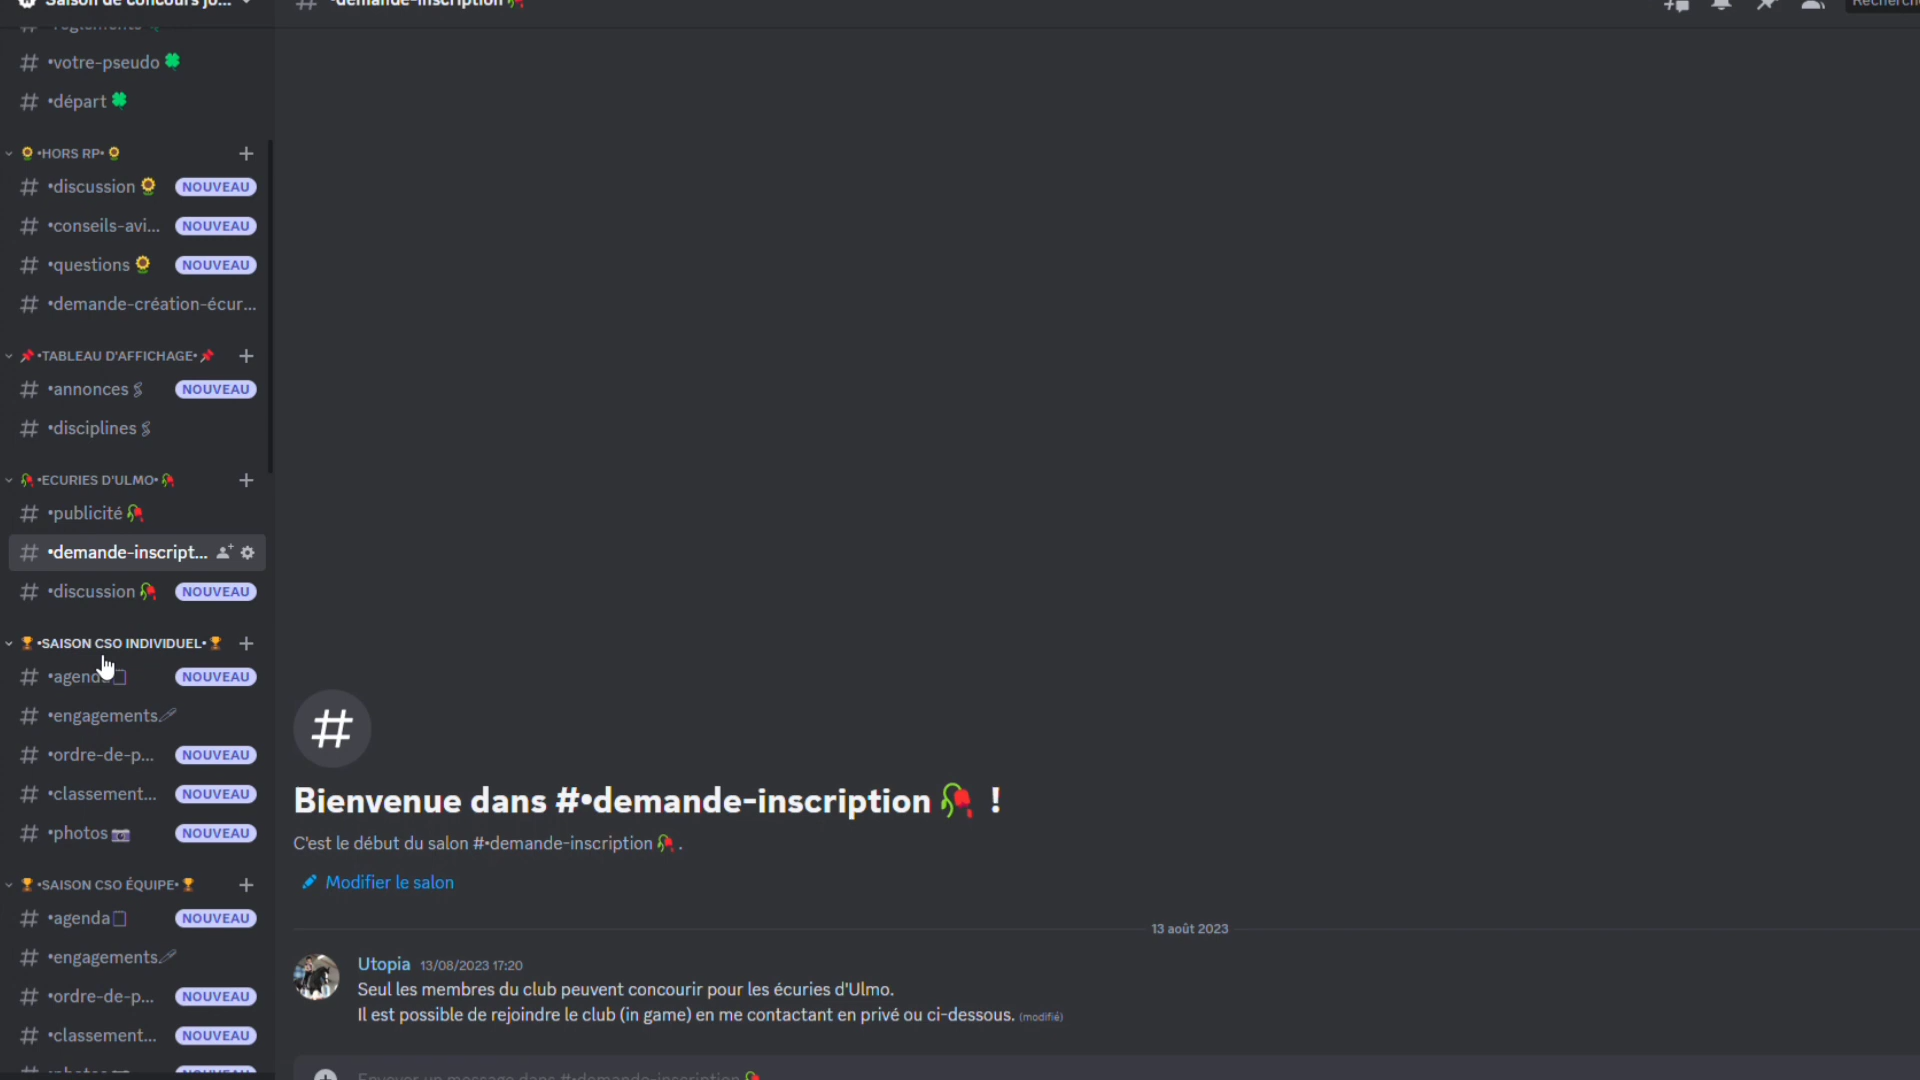 Saison de concours jo...
•règlements
# •votre-pseudo 🍀
# •départ 🍀
🌻•HORS RP•🌻
# •discussion 🌻 NOUVEAU
# •conseils-avi... NOUVEAU
# •questions 🌻 NOUVEAU
# •demande-création-écur...
📌•TABLEAU D'AFFICHAGE•📌
# •annonces🖇 NOUVEAU
# •disciplines🖇
🥀•ECURIES D'ULMO•🥀
# •publicité🥀
# •demande-inscript...
# •discussion🥀 NOUVEAU
🏆•SAISON CSO INDIVIDUEL•🏆
# •agenda NOUVEAU
# •engagements🖊
# •ordre-de-p... NOUVEAU
# •classement... NOUVEAU
# •photos📷 NOUVEAU
🏆•SAISON CSO ÉQUIPE•🏆
# •agenda NOUVEAU
# •engagements🖊
# •ordre-de-p... NOUVEAU
# •classement... NOUVEAU
# •photos📷 NOUVEAU
# •demande-inscription🥀
Recherche
Bienvenue dans #•demande-inscription🥀 !
C'est le début du salon #•demande-inscription🥀.
Modifier le salon
13 août 2023
Utopia 13/08/2023 17:20
Seul les membres du club peuvent concourir pour les écuries d'Ulmo.
Il est possible de rejoindre le club (in game) en me contactant en privé ou ci-dessous. (modifié)
Envoyer un message dans #•demande-inscription🥀